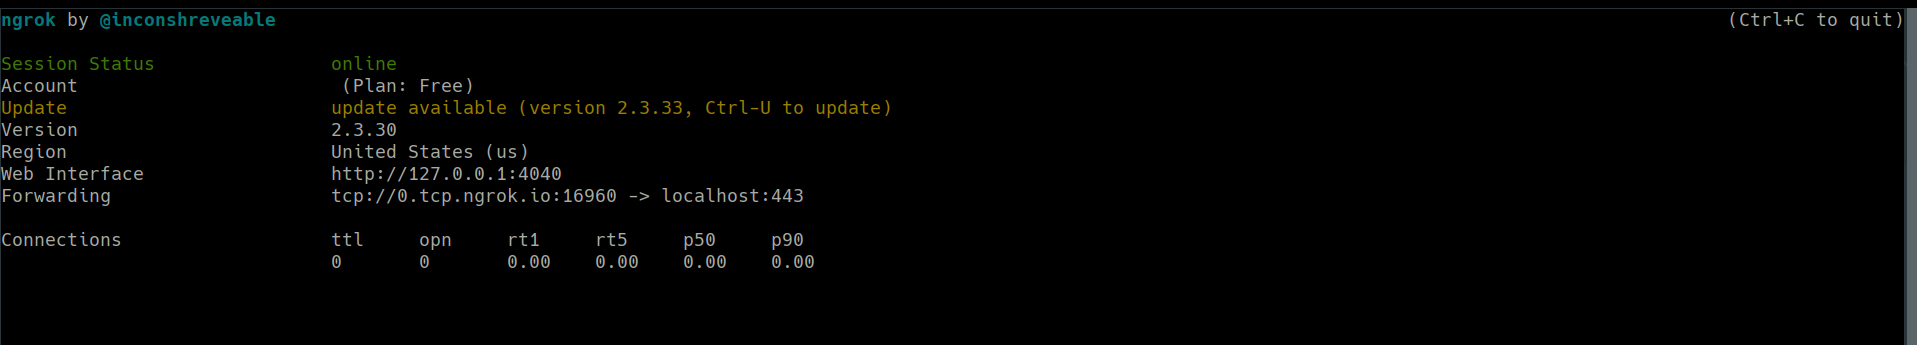 ngrok by @inconshreveable (Ctrl+C to quit)
Session Status online
Account (Plan: Free)
Update update available (version 2.3.33, Ctrl-U to update)
Version 2.3.30
Region United States (us)
Web Interface http://127.0.0.1:4040
Forwarding tcp://0.tcp.ngrok.io:16960 -> localhost:443
Connections ttl opn rt1 rt5 p50 p90
0 0 0.00 0.00 0.00 0.00